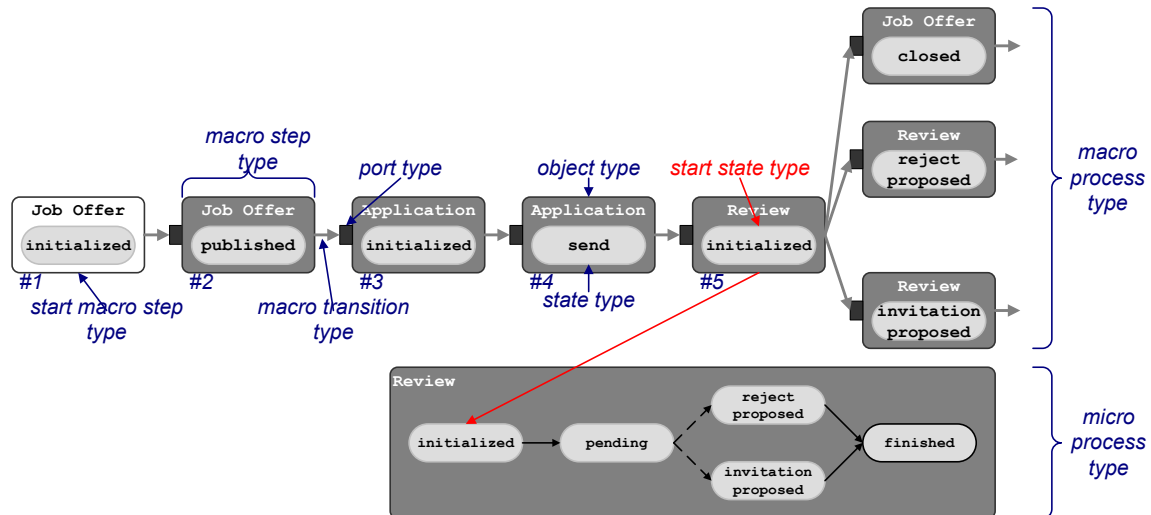 Job Offer
closed
macro step
type
port type
object type
start state type
Review
reject
proposed
macro
process
type
Job Offer
initialized
#1
Job Offer
published
#2
Application
initialized
#3
Application
send
#4
Review
initialized
#5
start macro step
type
macro transition
type
state type
Review
invitation
proposed
Review
initialized
pending
reject
proposed
invitation
proposed
finished
micro
process
type